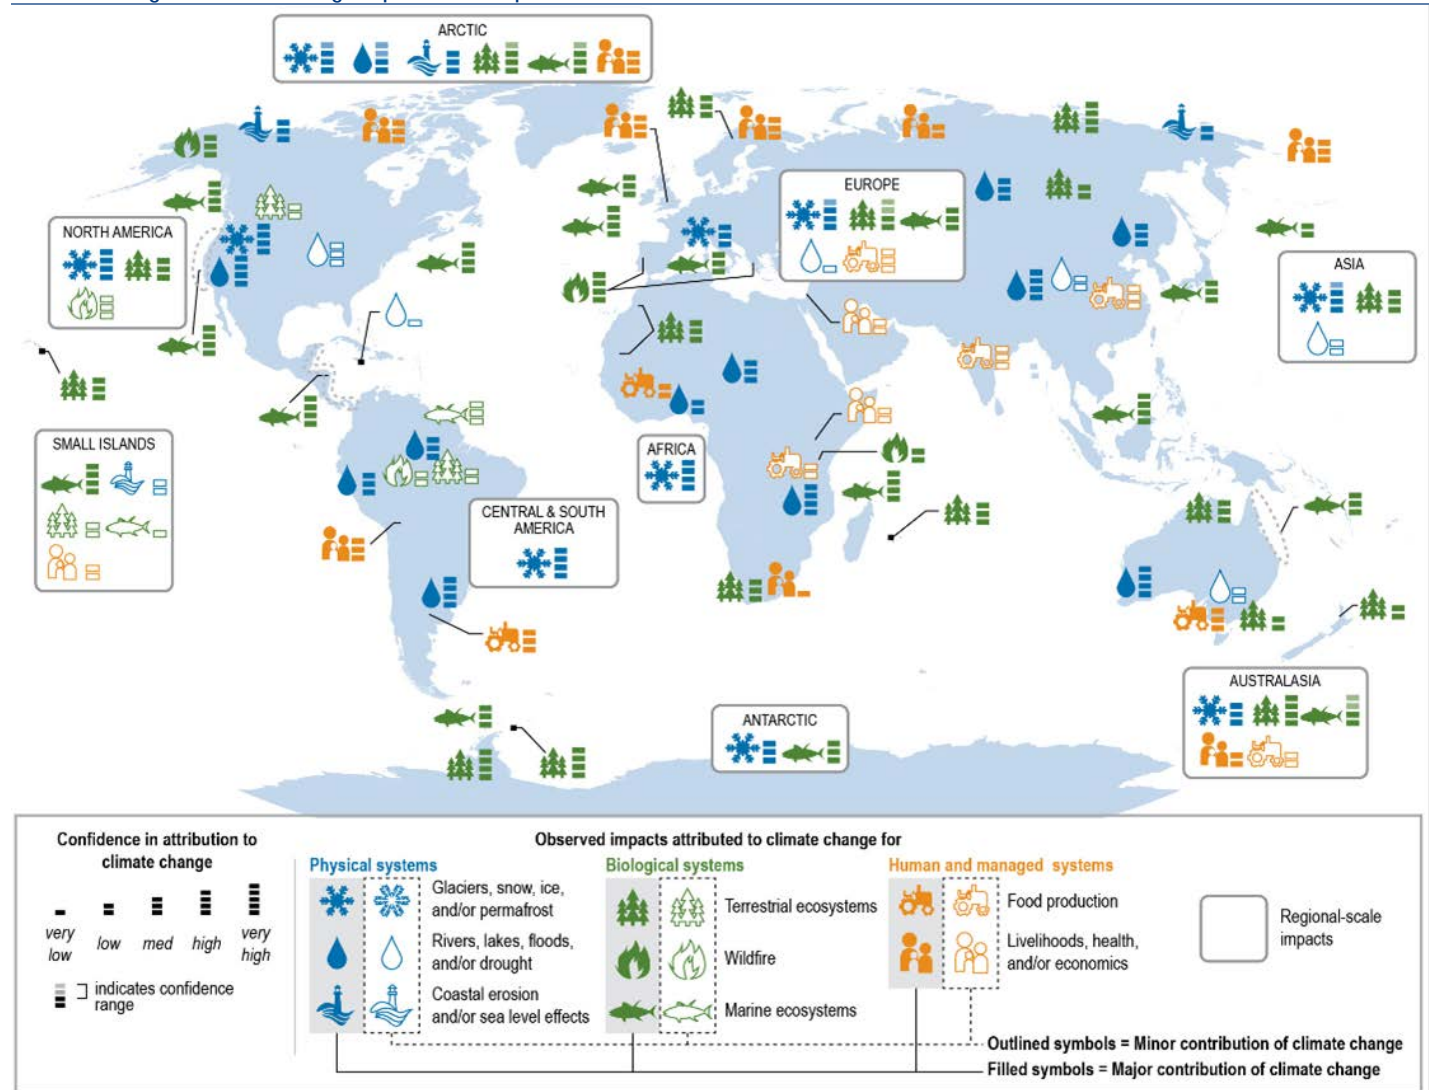 ARCTIC
EUROPE
NORTH AMERICA
ASIA
SMALL ISLANDS
AFRICA
CENTRAL & SOUTH
AMERICA
AUSTRALASIA
ANTARCTIC
Confidence in attribution to
climate change
very
low
low
med
high
very
high
indicates confidence
range
Observed impacts attributed to climate change for
Physical systems
Glaciers, snow, ice,
and/or permafrost
Rivers, lakes, floods,
and/or drought
Coastal erosion
and/or sea level effects
Biological systems
Terrestrial ecosystems
Wildfire
Marine ecosystems
Human and managed systems
Food production
Livelihoods, health,
and/or economics
Regional-scale
impacts
Outlined symbols = Minor contribution of climate change
Filled symbols = Major contribution of climate change